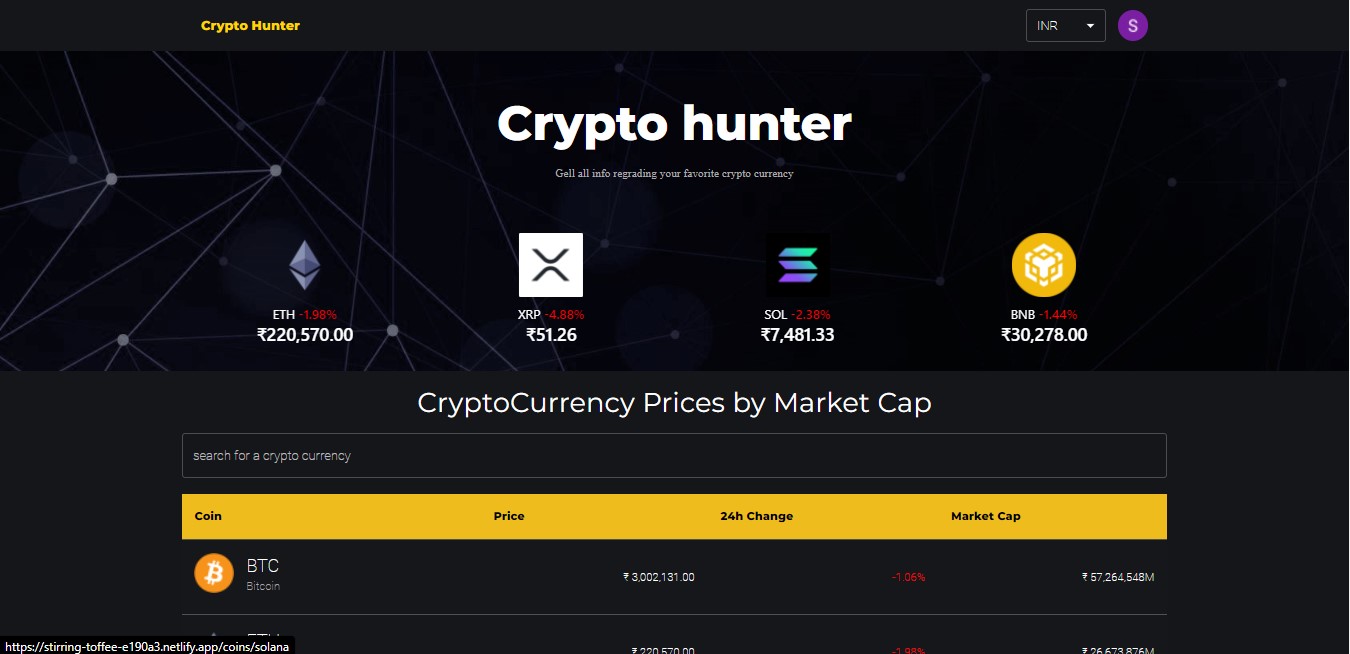 Crypto Hunter
INR
S
Crypto hunter
Gell all info regrading your favorite crypto currency
ETH -1.98%
₹220,570.00
XRP -4.88%
₹51.26
SOL -2.38%
₹7,481.33
BNB -1.44%
₹30,278.00
CryptoCurrency Prices by Market Cap
search for a crypto currency
Coin Price 24h Change Market Cap
BTC
Bitcoin
₹ 3,002,131.00 -1.06% ₹ 57,264,548M
ETH
₹ 220,570.00 -1.98% ₹ 26,673,876M
https://stirring-toffee-e190a3.netlify.app/coins/solana